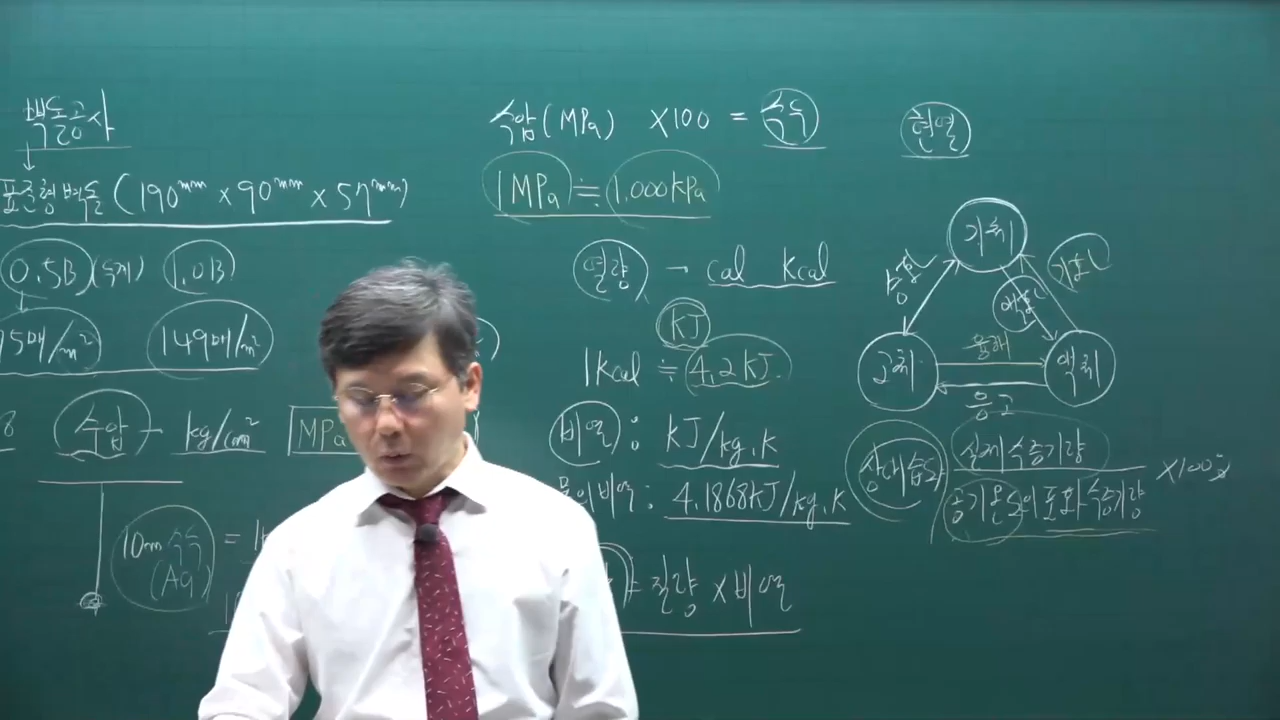 벽돌공사
표준형벽돌(190mm×90mm×57mm)
0.5B 1.0B
75매/m² 149매/m²
8 수압 - kg/cm² MPa
10m 수두 =
(Aq)
수압(MPa) ×100 = 수두
1MPa ≒ 1,000kPa
열량 - cal kcal
KJ
1kcal ≒ 4.2KJ.
비열 : KJ/kg.K
물의비열 : 4.1868KJ/kg.K
= 질량 × 비열
현열
기체
승화 기화
액화
고체 융해 액체
응고
상대습도 실제수증기량 ×100%
공기온도의포화수증기량